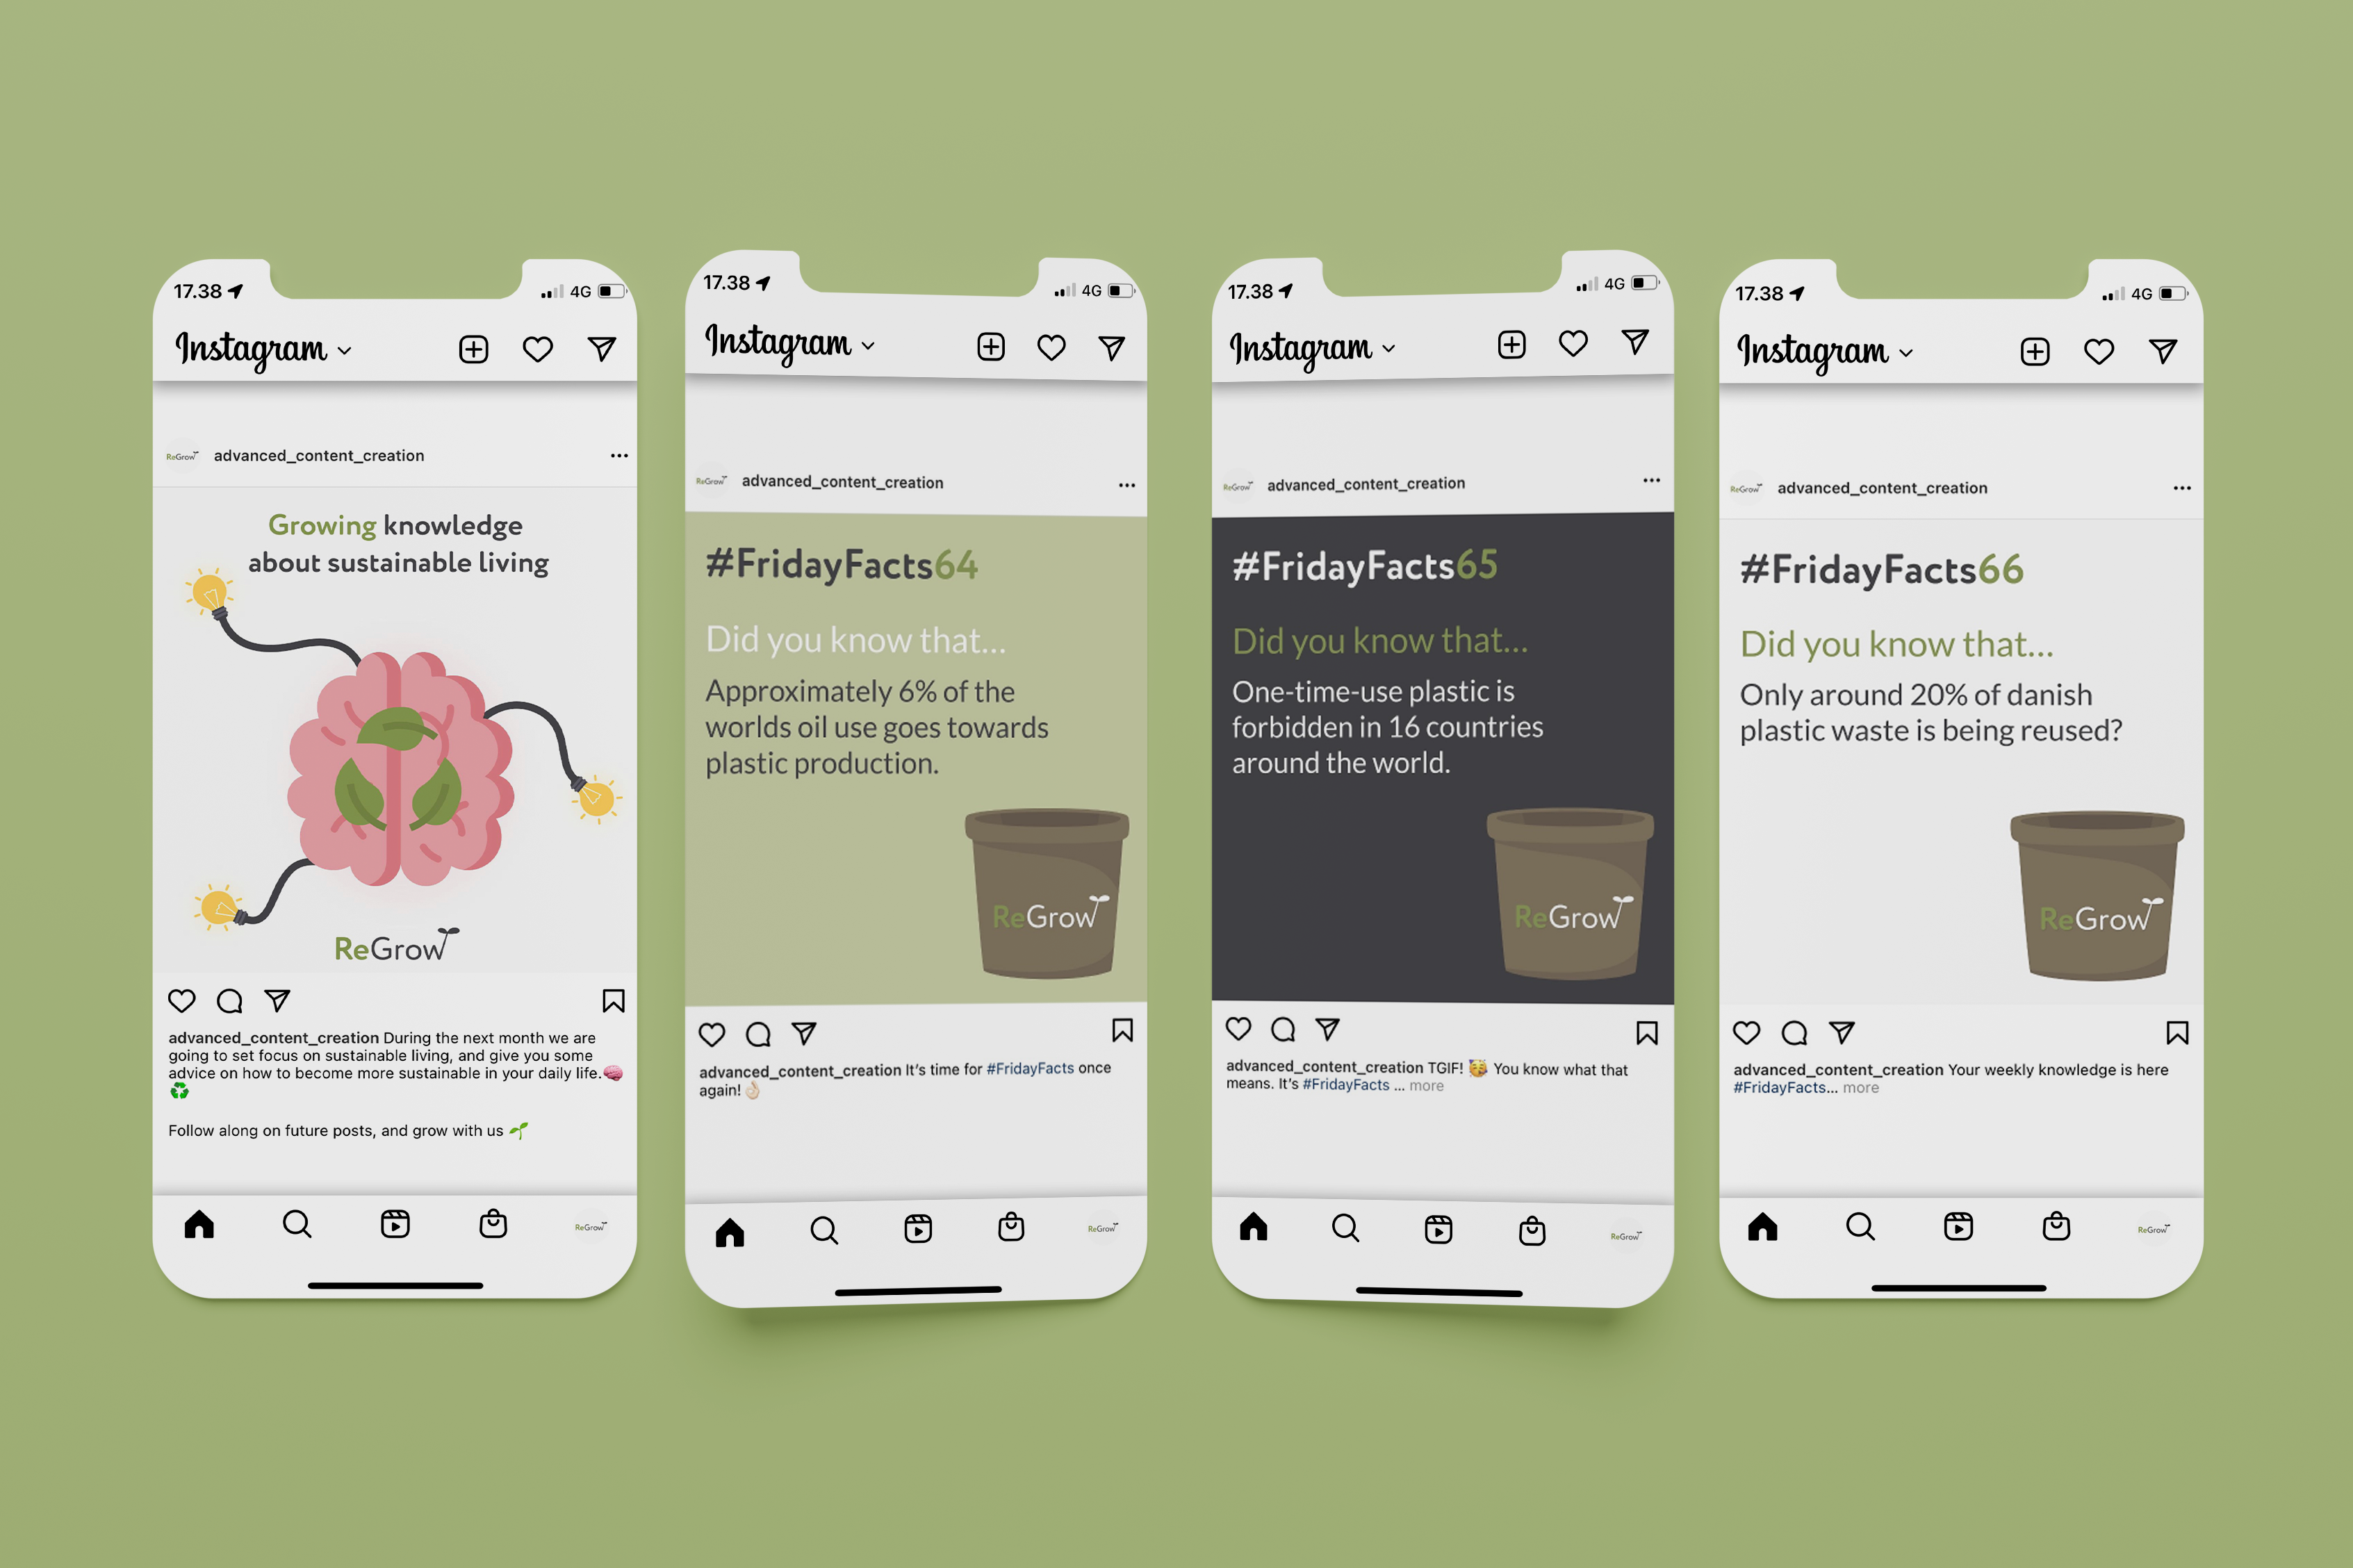 17.38
4G
Instagram
ReGrow
advanced_content_creation
Growing knowledge
about sustainable living
ReGrow
advanced_content_creation During the next month we are
going to set focus on sustainable living, and give you some
advice on how to become more sustainable in your daily life.🧠
♻️
Follow along on future posts, and grow with us 🌱
ReGrow
17.38
4G
Instagram
ReGrow
advanced_content_creation
#FridayFacts64
Did you know that...
Approximately 6% of the
worlds oil use goes towards
plastic production.
ReGrow
advanced_content_creation It's time for #FridayFacts once
again!👌🏻
ReGrow
17.38
4G
Instagram
ReGrow
advanced_content_creation
#FridayFacts65
Did you know that...
One-time-use plastic is
forbidden in 16 countries
around the world.
ReGrow
advanced_content_creation TGIF! 🥳 You know what that
means. It's #FridayFacts ... more
ReGrow
17.38
4G
Instagram
ReGrow
advanced_content_creation
#FridayFacts66
Did you know that...
Only around 20% of danish
plastic waste is being reused?
ReGrow
advanced_content_creation Your weekly knowledge is here
#FridayFacts... more
ReGrow